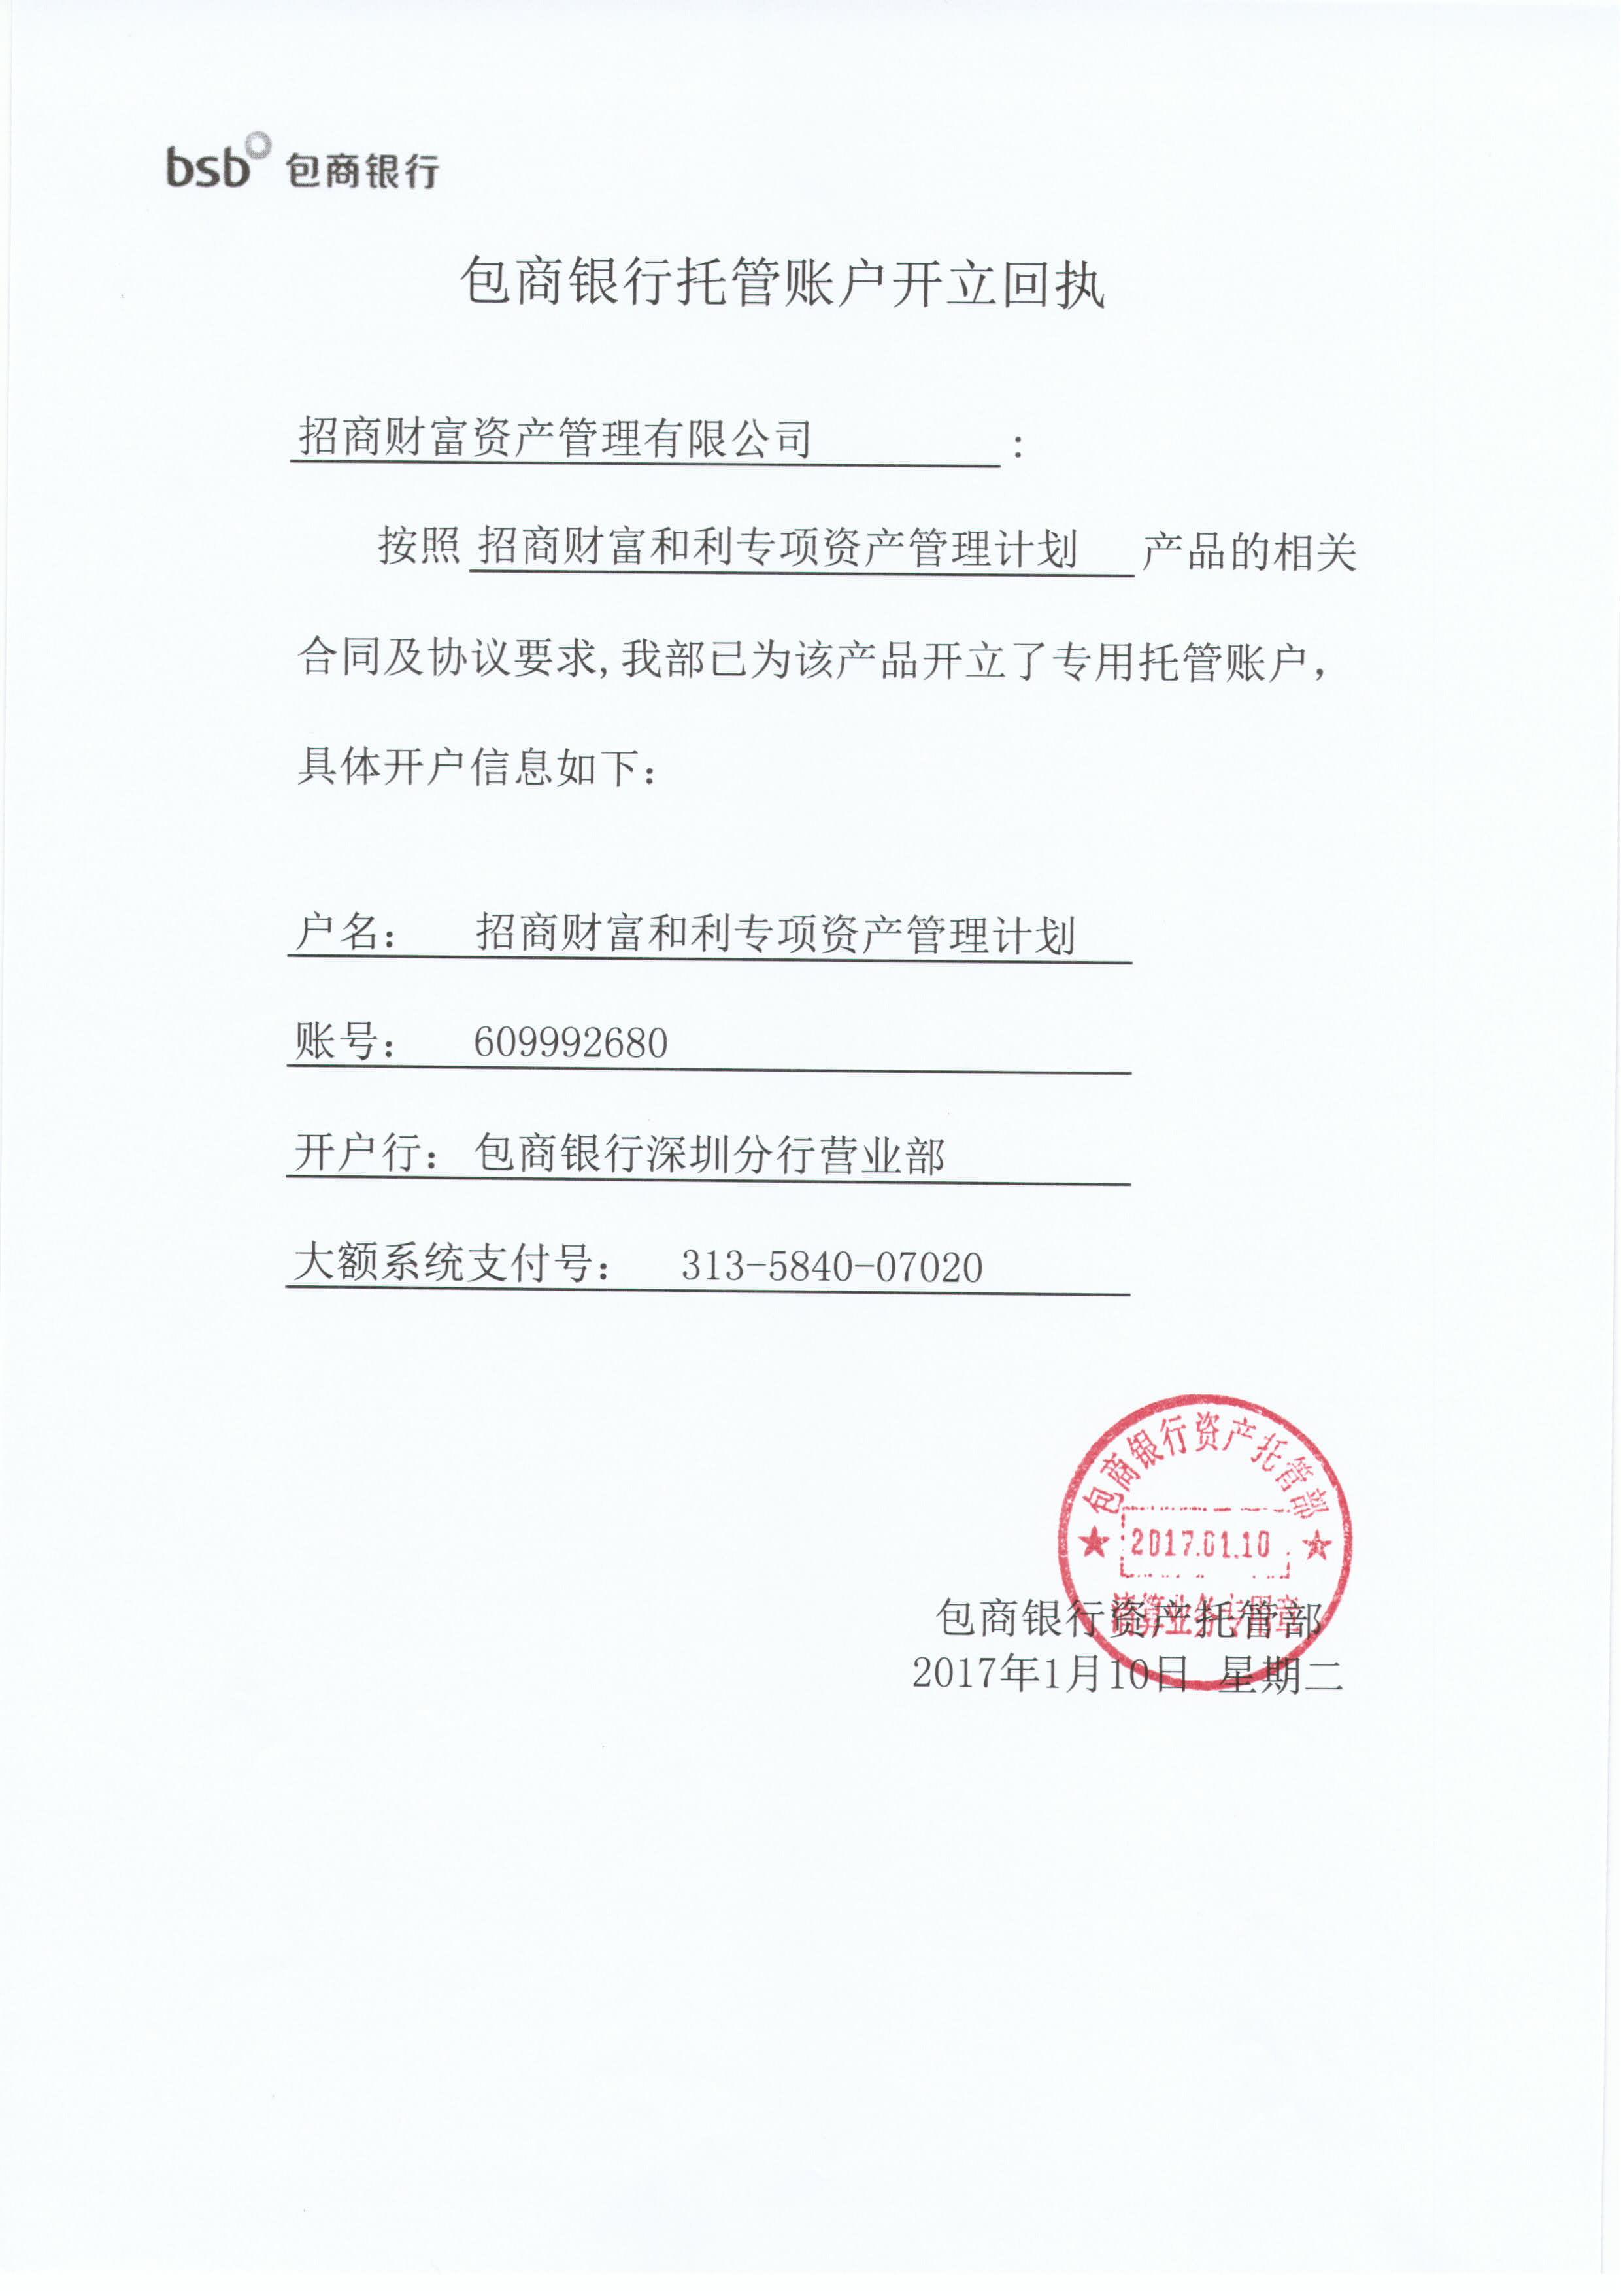 bsb 包商银行
包商银行托管账户开立回执
招商财富资产管理有限公司：
按照 招商财富和利专项资产管理计划 产品的相关
合同及协议要求,我部已为该产品开立了专用托管账户，
具体开户信息如下：
户名： 招商财富和利专项资产管理计划
账号： 609992680
开户行： 包商银行深圳分行营业部
大额系统支付号： 313-5840-07020
包商银行资产托管部
2017.01.10
清算业务专用章
包商银行资产托管部
2017年1月10日 星期二